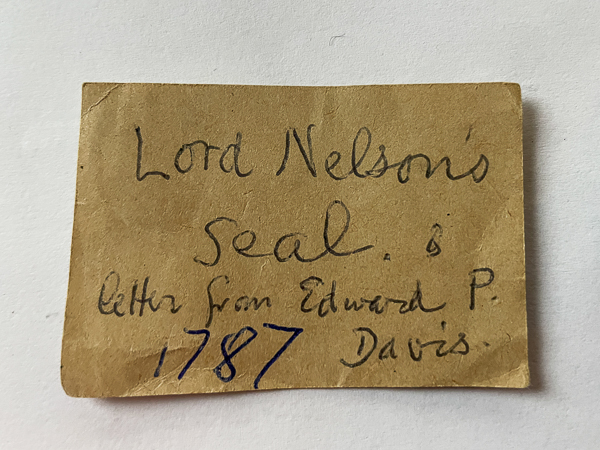 Lord Nelson's
Seal. &
letter from Edward P.
1787 Davis.